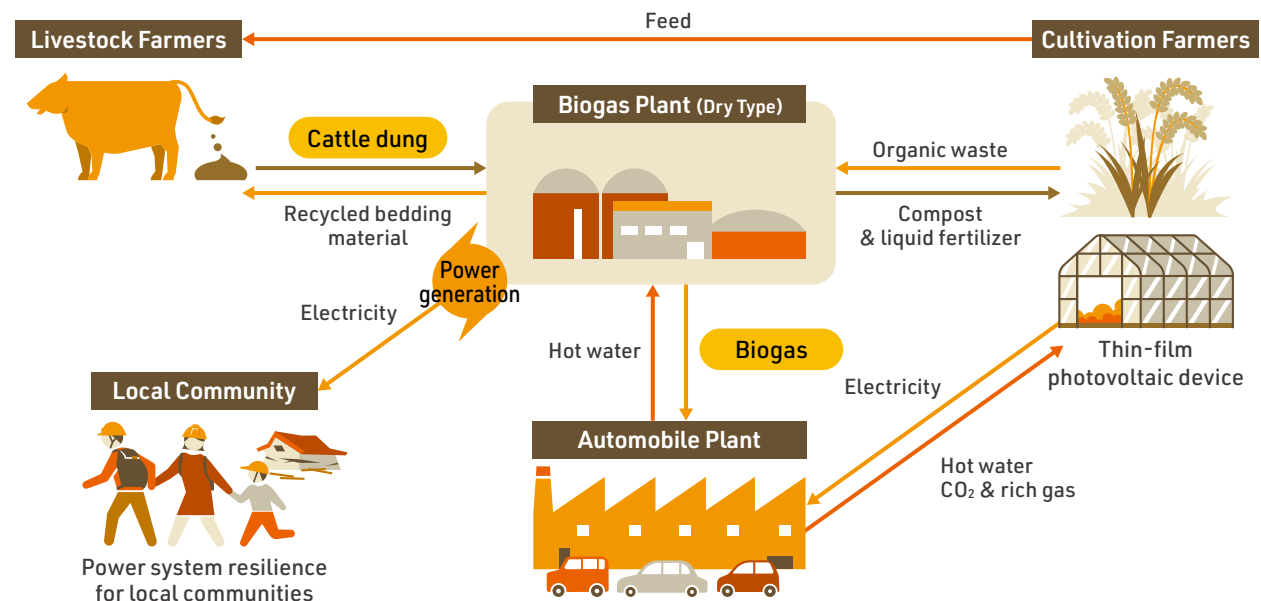 Feed
Livestock Farmers
Cultivation Farmers
Biogas Plant (Dry Type)
Cattle dung
Organic waste
Recycled bedding
material
Compost
& liquid fertilizer
Power
generation
Electricity
Hot water
Biogas
Thin-film
photovoltaic device
Electricity
Local Community
Automobile Plant
Hot water
CO₂ & rich gas
Power system resilience
for local communities